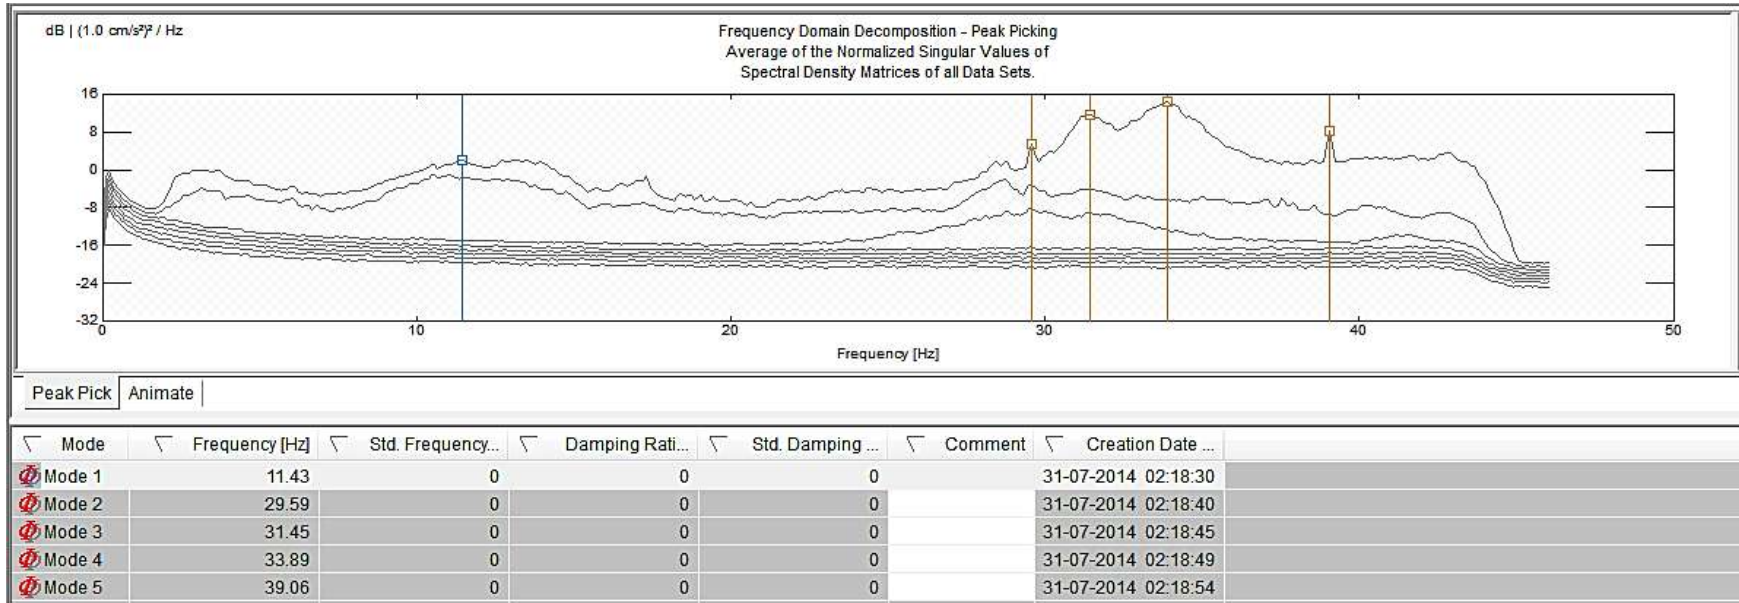 dB | (1.0 cm/s²)² / Hz
Frequency Domain Decomposition - Peak Picking
Average of the Normalized Singular Values of
Spectral Density Matrices of all Data Sets.
16
8
0
-8
-16
-24
-32
0 10 20 30 40 50
Frequency [Hz]
Peak Pick Animate
Mode Frequency [Hz] Std. Frequency... Damping Rati... Std. Damping ... Comment Creation Date ...
Mode 1 11.43 0 0 0 31-07-2014 02:18:30
Mode 2 29.59 0 0 0 31-07-2014 02:18:40
Mode 3 31.45 0 0 0 31-07-2014 02:18:45
Mode 4 33.89 0 0 0 31-07-2014 02:18:49
Mode 5 39.06 0 0 0 31-07-2014 02:18:54